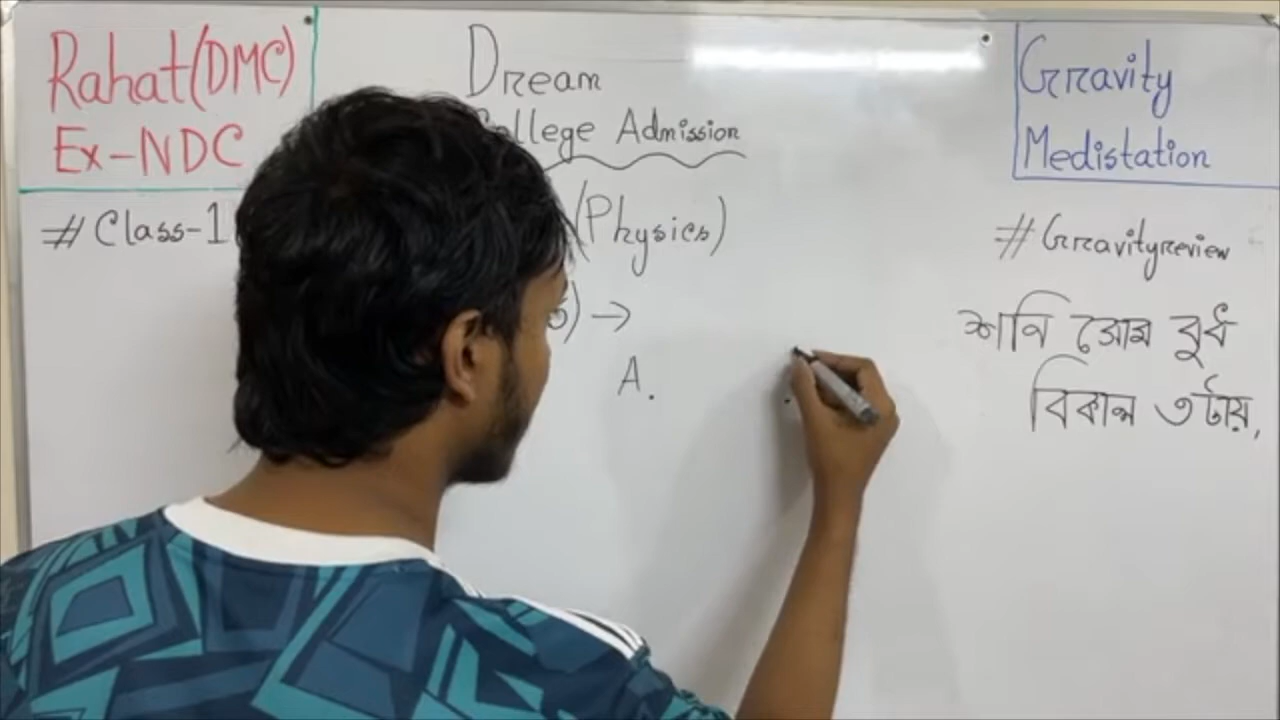 Rahat(DMC)
Ex-NDC
Dream
College Admission
Gravity
Medistation
#Class-1
(Physics)
→
A.
#Gravityreview
শনি সোম বুধ
বিকাল ৩টায়,